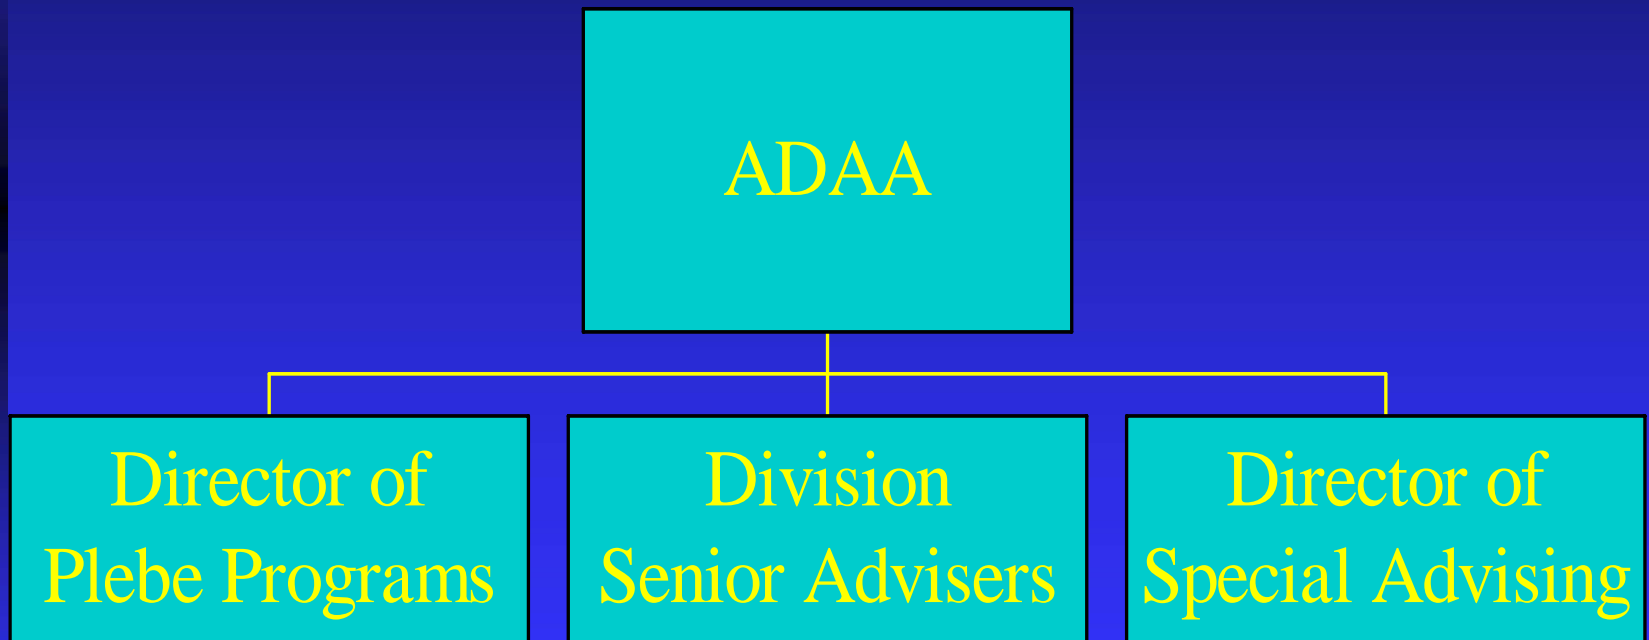 ADAA
Director of
Plebe Programs
Division
Senior Advisers
Director of
Special Advising